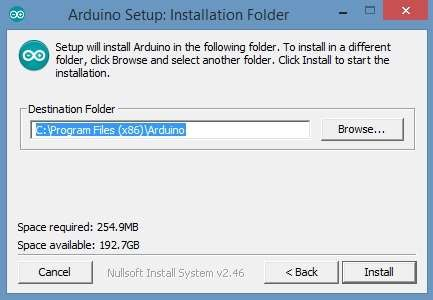 Arduino Setup: Installation Folder
Setup will install Arduino in the following folder. To install in a different
folder, click Browse and select another folder. Click Install to start the
installation.
Destination Folder
C:\Program Files (x86)\Arduino
Browse...
Space required: 254.9MB
Space available: 192.7GB
Cancel
Nullsoft Install System v2.46
< Back
Install